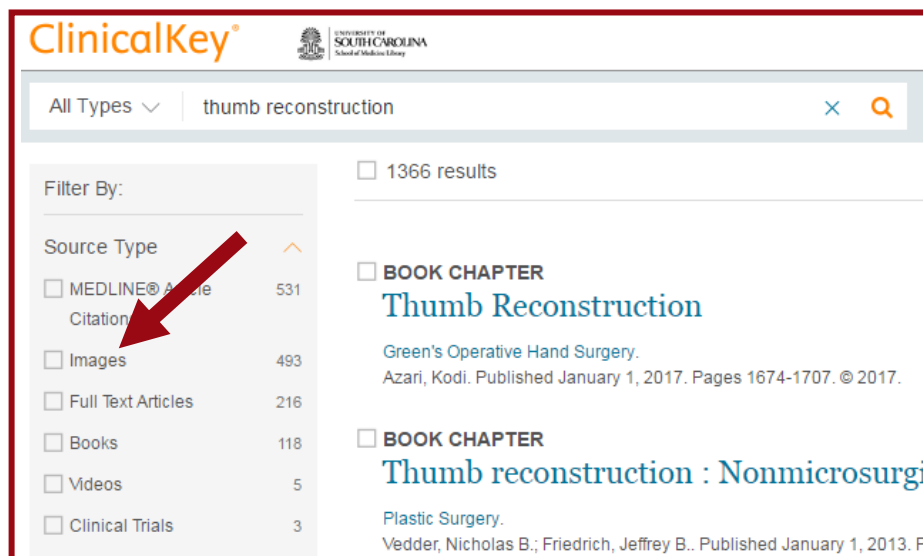 ClinicalKey®
UNIVERSITY OF
SOUTH CAROLINA
School of Medicine Library
All Types
thumb reconstruction
Filter By:
Source Type
MEDLINE® Article 531
Citation
Images 493
Full Text Articles 216
Books 118
Videos 5
Clinical Trials 3
1366 results
BOOK CHAPTER
Thumb Reconstruction
Green's Operative Hand Surgery.
Azari, Kodi. Published January 1, 2017. Pages 1674-1707. © 2017.
BOOK CHAPTER
Thumb reconstruction : Nonmicrosurgi
Plastic Surgery.
Vedder, Nicholas B.; Friedrich, Jeffrey B.. Published January 1, 2013. P